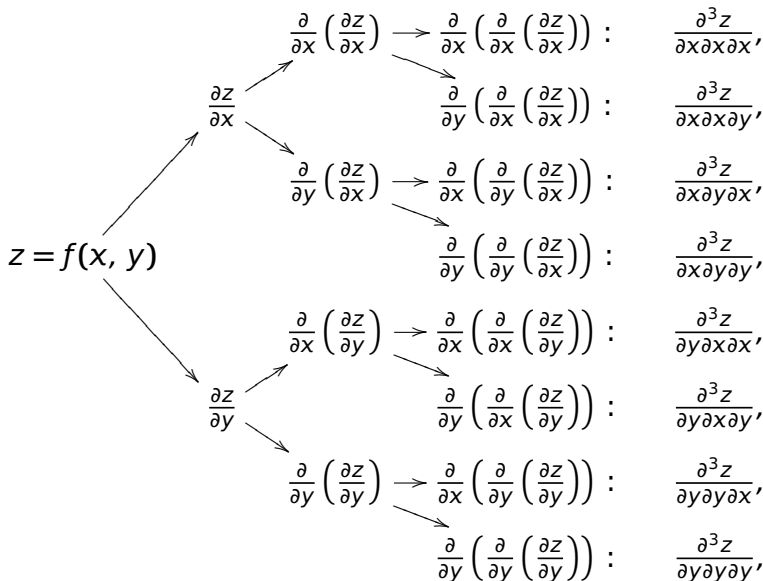 ∂/∂x (∂z/∂x) → ∂/∂x (∂/∂x (∂z/∂x)) : ∂³z/∂x∂x∂x,
∂z/∂x ∂/∂y (∂/∂x (∂z/∂x)) : ∂³z/∂x∂x∂y,
∂/∂y (∂z/∂x) → ∂/∂x (∂/∂y (∂z/∂x)) : ∂³z/∂x∂y∂x,
z = f(x, y) ∂/∂y (∂/∂y (∂z/∂x)) : ∂³z/∂x∂y∂y,
∂/∂x (∂z/∂y) → ∂/∂x (∂/∂x (∂z/∂y)) : ∂³z/∂y∂x∂x,
∂z/∂y ∂/∂y (∂/∂x (∂z/∂y)) : ∂³z/∂y∂x∂y,
∂/∂y (∂z/∂y) → ∂/∂x (∂/∂y (∂z/∂y)) : ∂³z/∂y∂y∂x,
∂/∂y (∂/∂y (∂z/∂y)) : ∂³z/∂y∂y∂y,